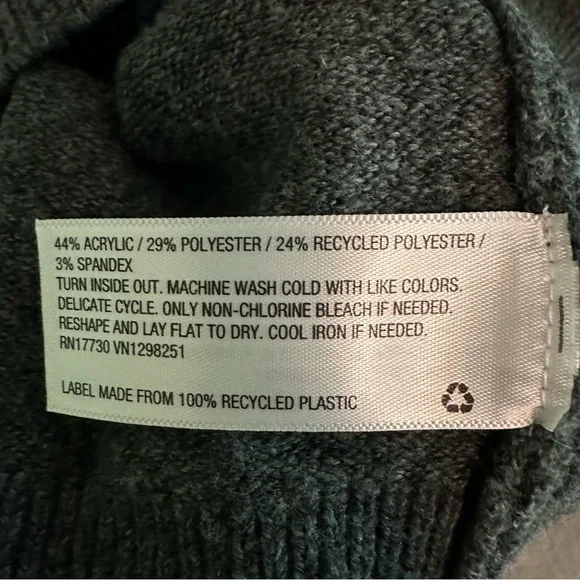 44% ACRYLIC / 29% POLYESTER / 24% RECYCLED POLYESTER /
3% SPANDEX
TURN INSIDE OUT. MACHINE WASH COLD WITH LIKE COLORS.
DELICATE CYCLE. ONLY NON-CHLORINE BLEACH IF NEEDED.
RESHAPE AND LAY FLAT TO DRY. COOL IRON IF NEEDED.
RN17730 VN1298251
LABEL MADE FROM 100% RECYCLED PLASTIC